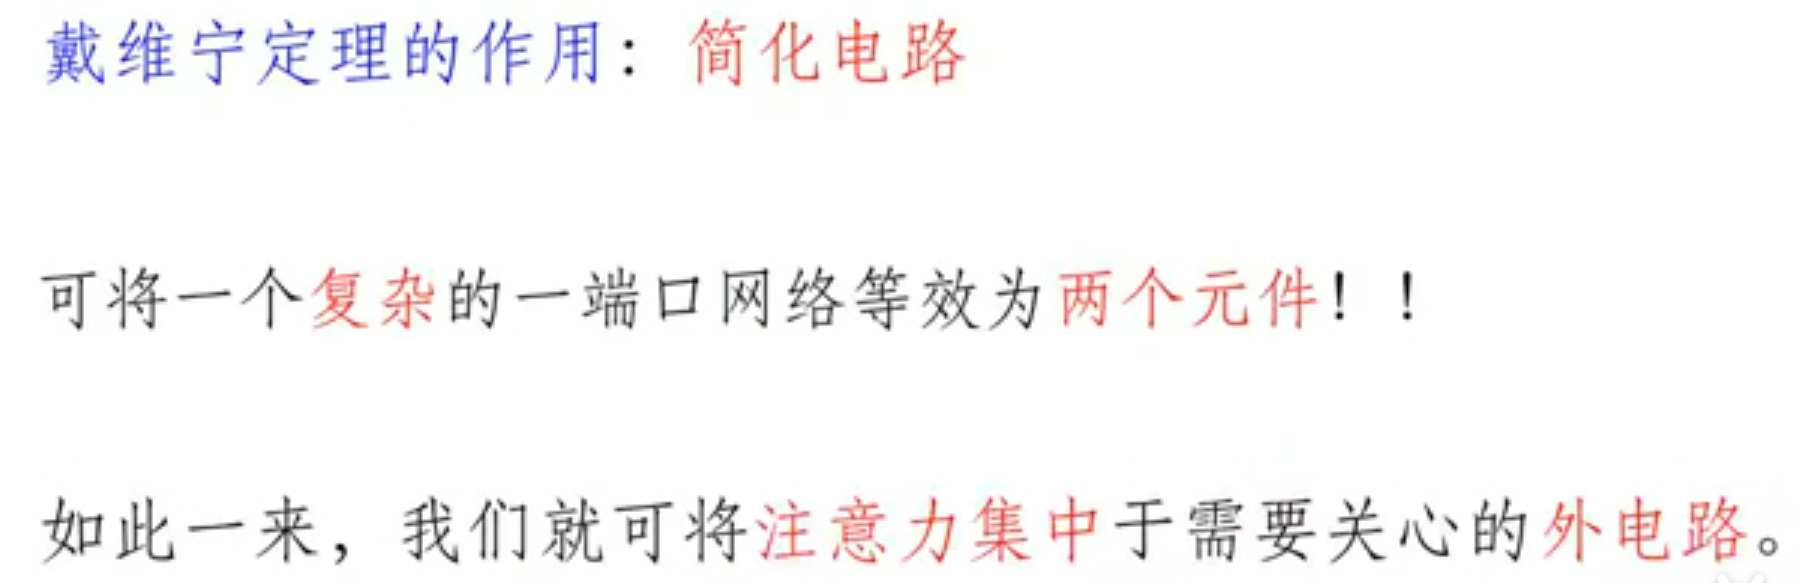 戴维宁定理的作用：简化电路
可将一个复杂的一端口网络等效为两个元件！！
如此一来，我们就可将注意力集中于需要关心的外电路。